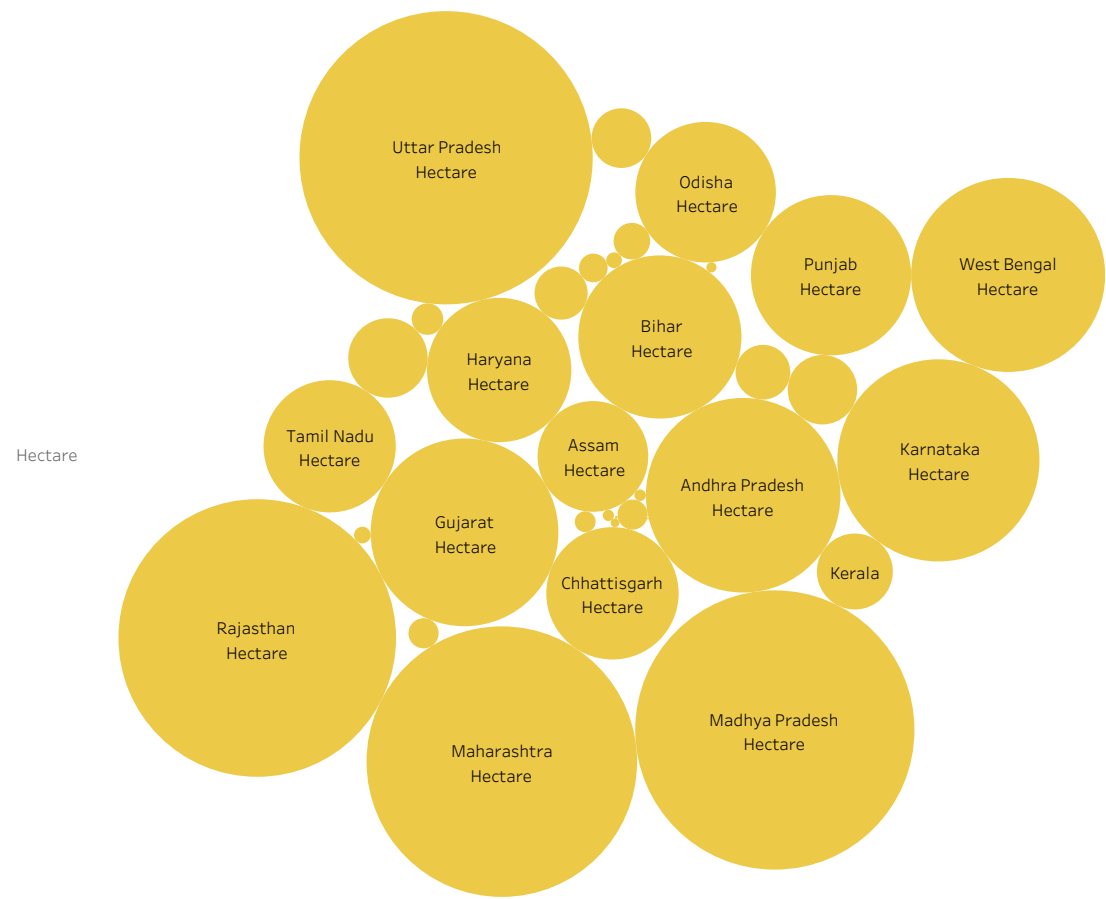 Uttar Pradesh
Hectare
Odisha
Hectare
Punjab
Hectare
West Bengal
Hectare
Bihar
Hectare
Haryana
Hectare
Tamil Nadu
Hectare
Assam
Hectare
Karnataka
Hectare
Hectare
Andhra Pradesh
Hectare
Gujarat
Hectare
Chhattisgarh
Hectare
Kerala
Rajasthan
Hectare
Madhya Pradesh
Hectare
Maharashtra
Hectare